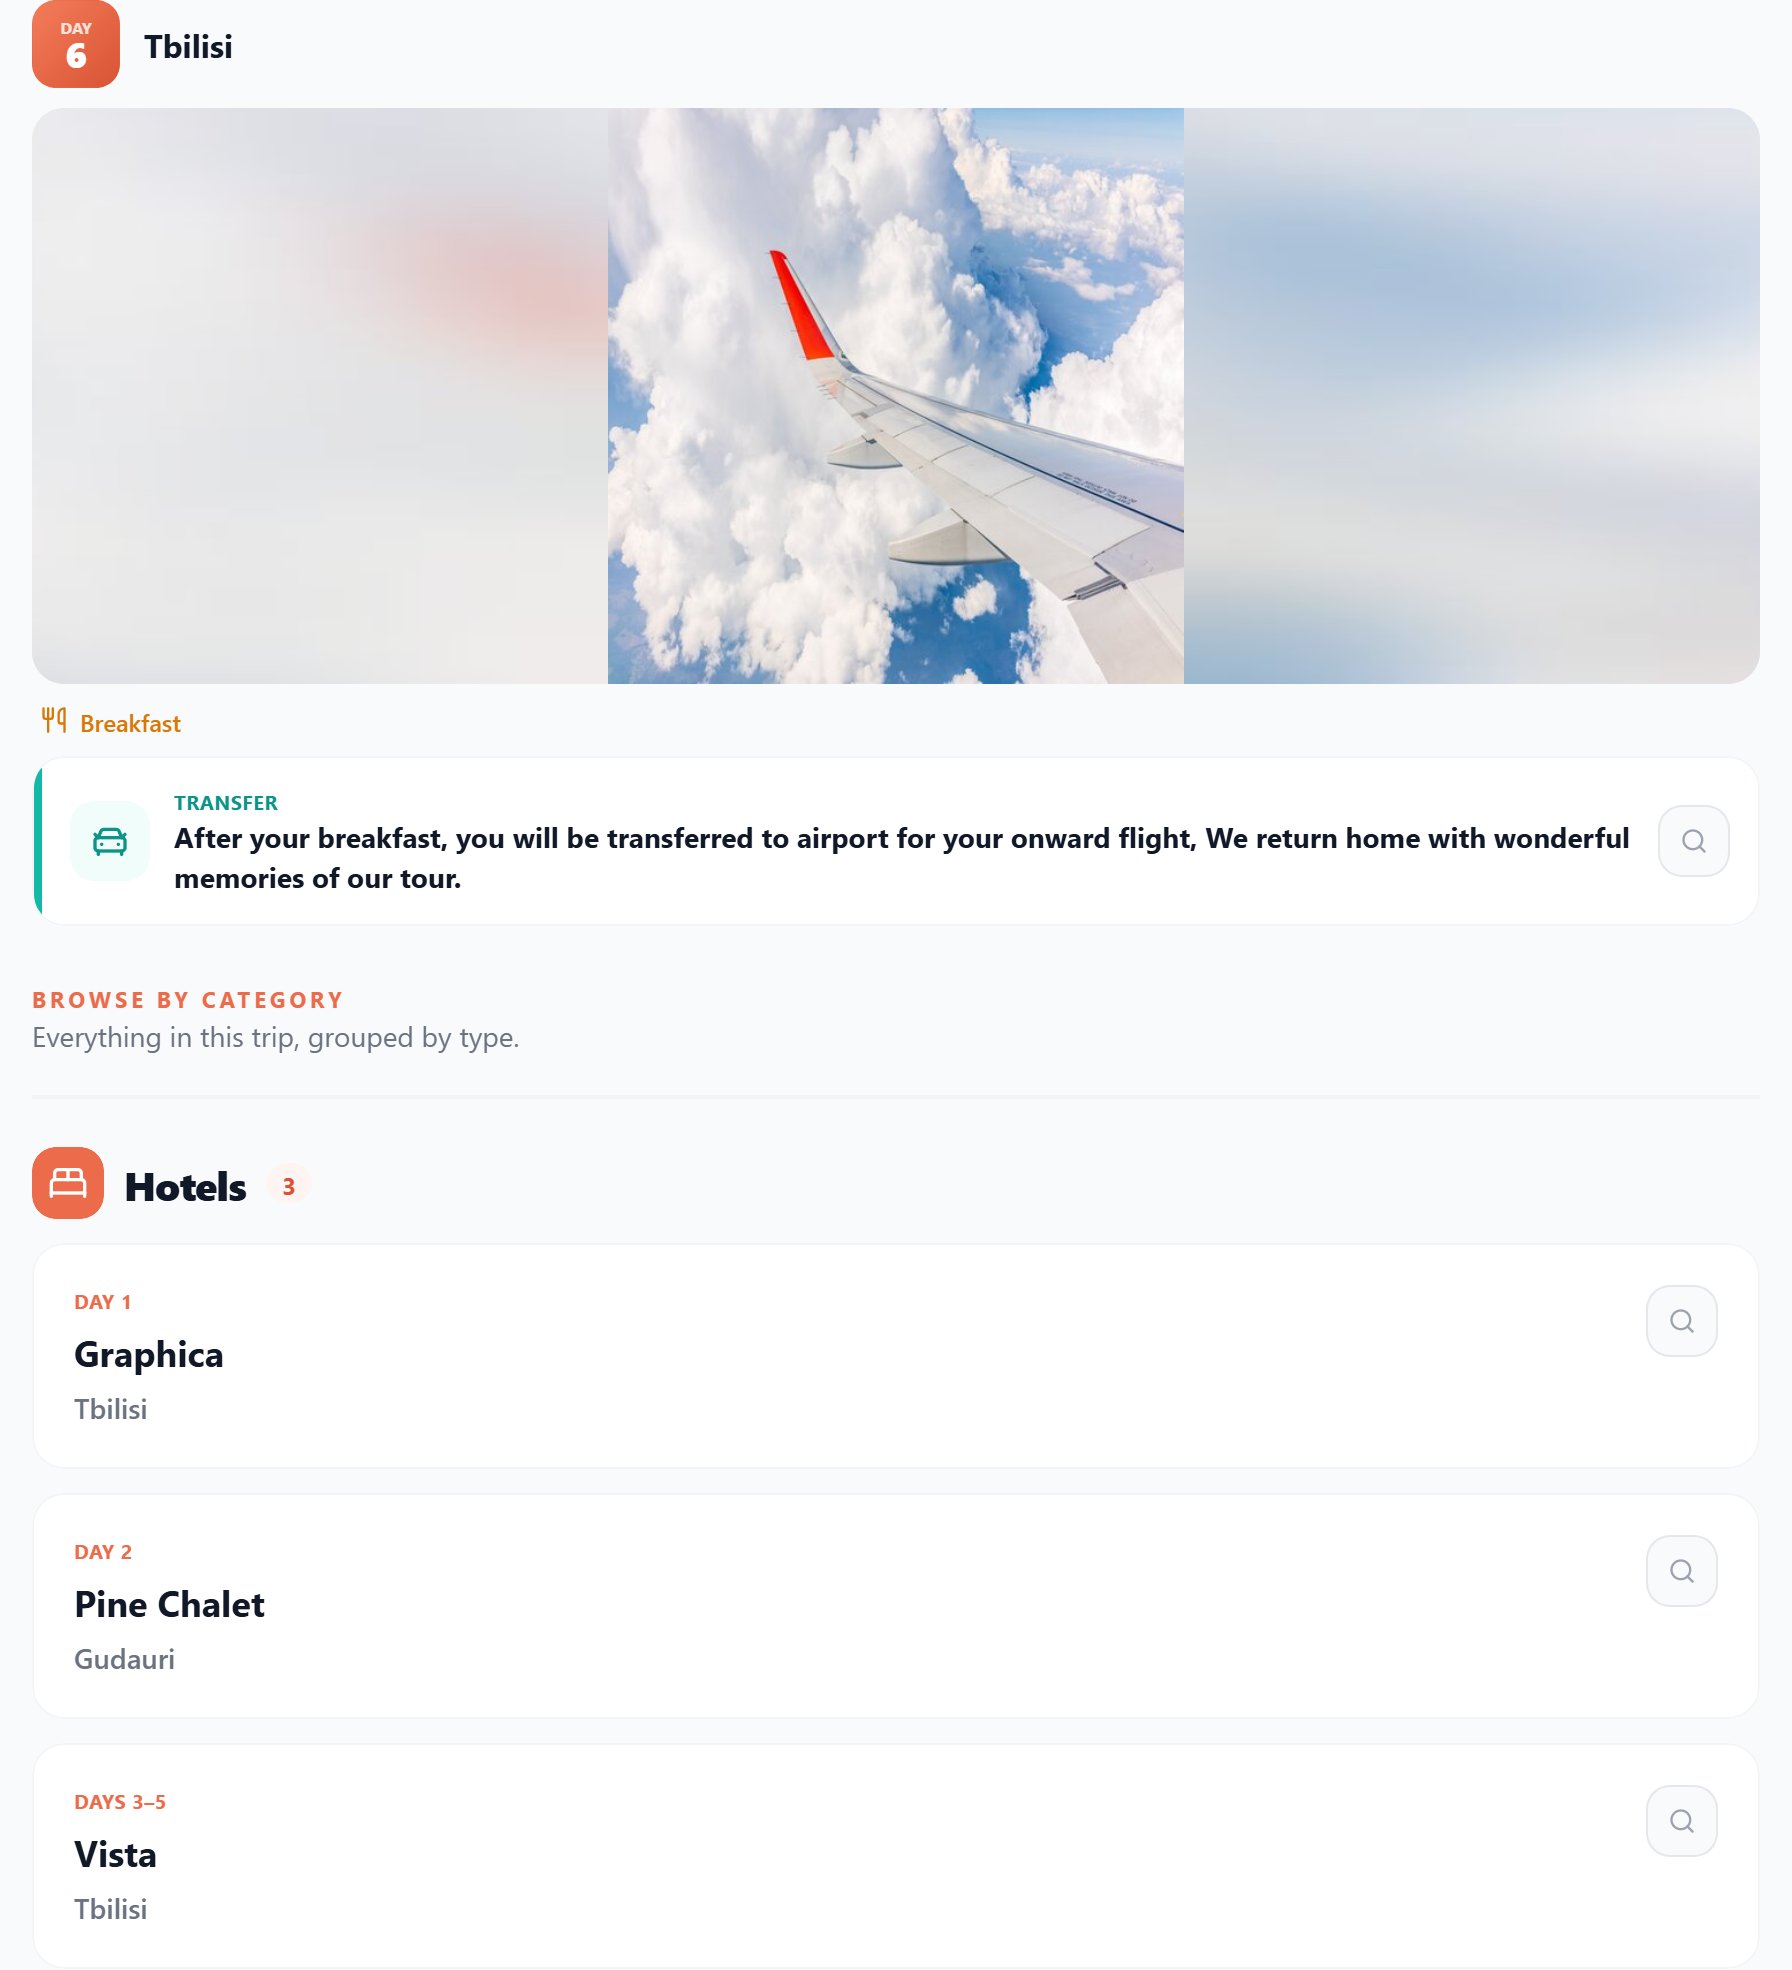 DAY
6
Tbilisi
Breakfast
TRANSFER
After your breakfast, you will be transferred to airport for your onward flight, We return home with wonderful
memories of our tour.
BROWSE BY CATEGORY
Everything in this trip, grouped by type.
Hotels 3
DAY 1
Graphica
Tbilisi
DAY 2
Pine Chalet
Gudauri
DAYS 3–5
Vista
Tbilisi